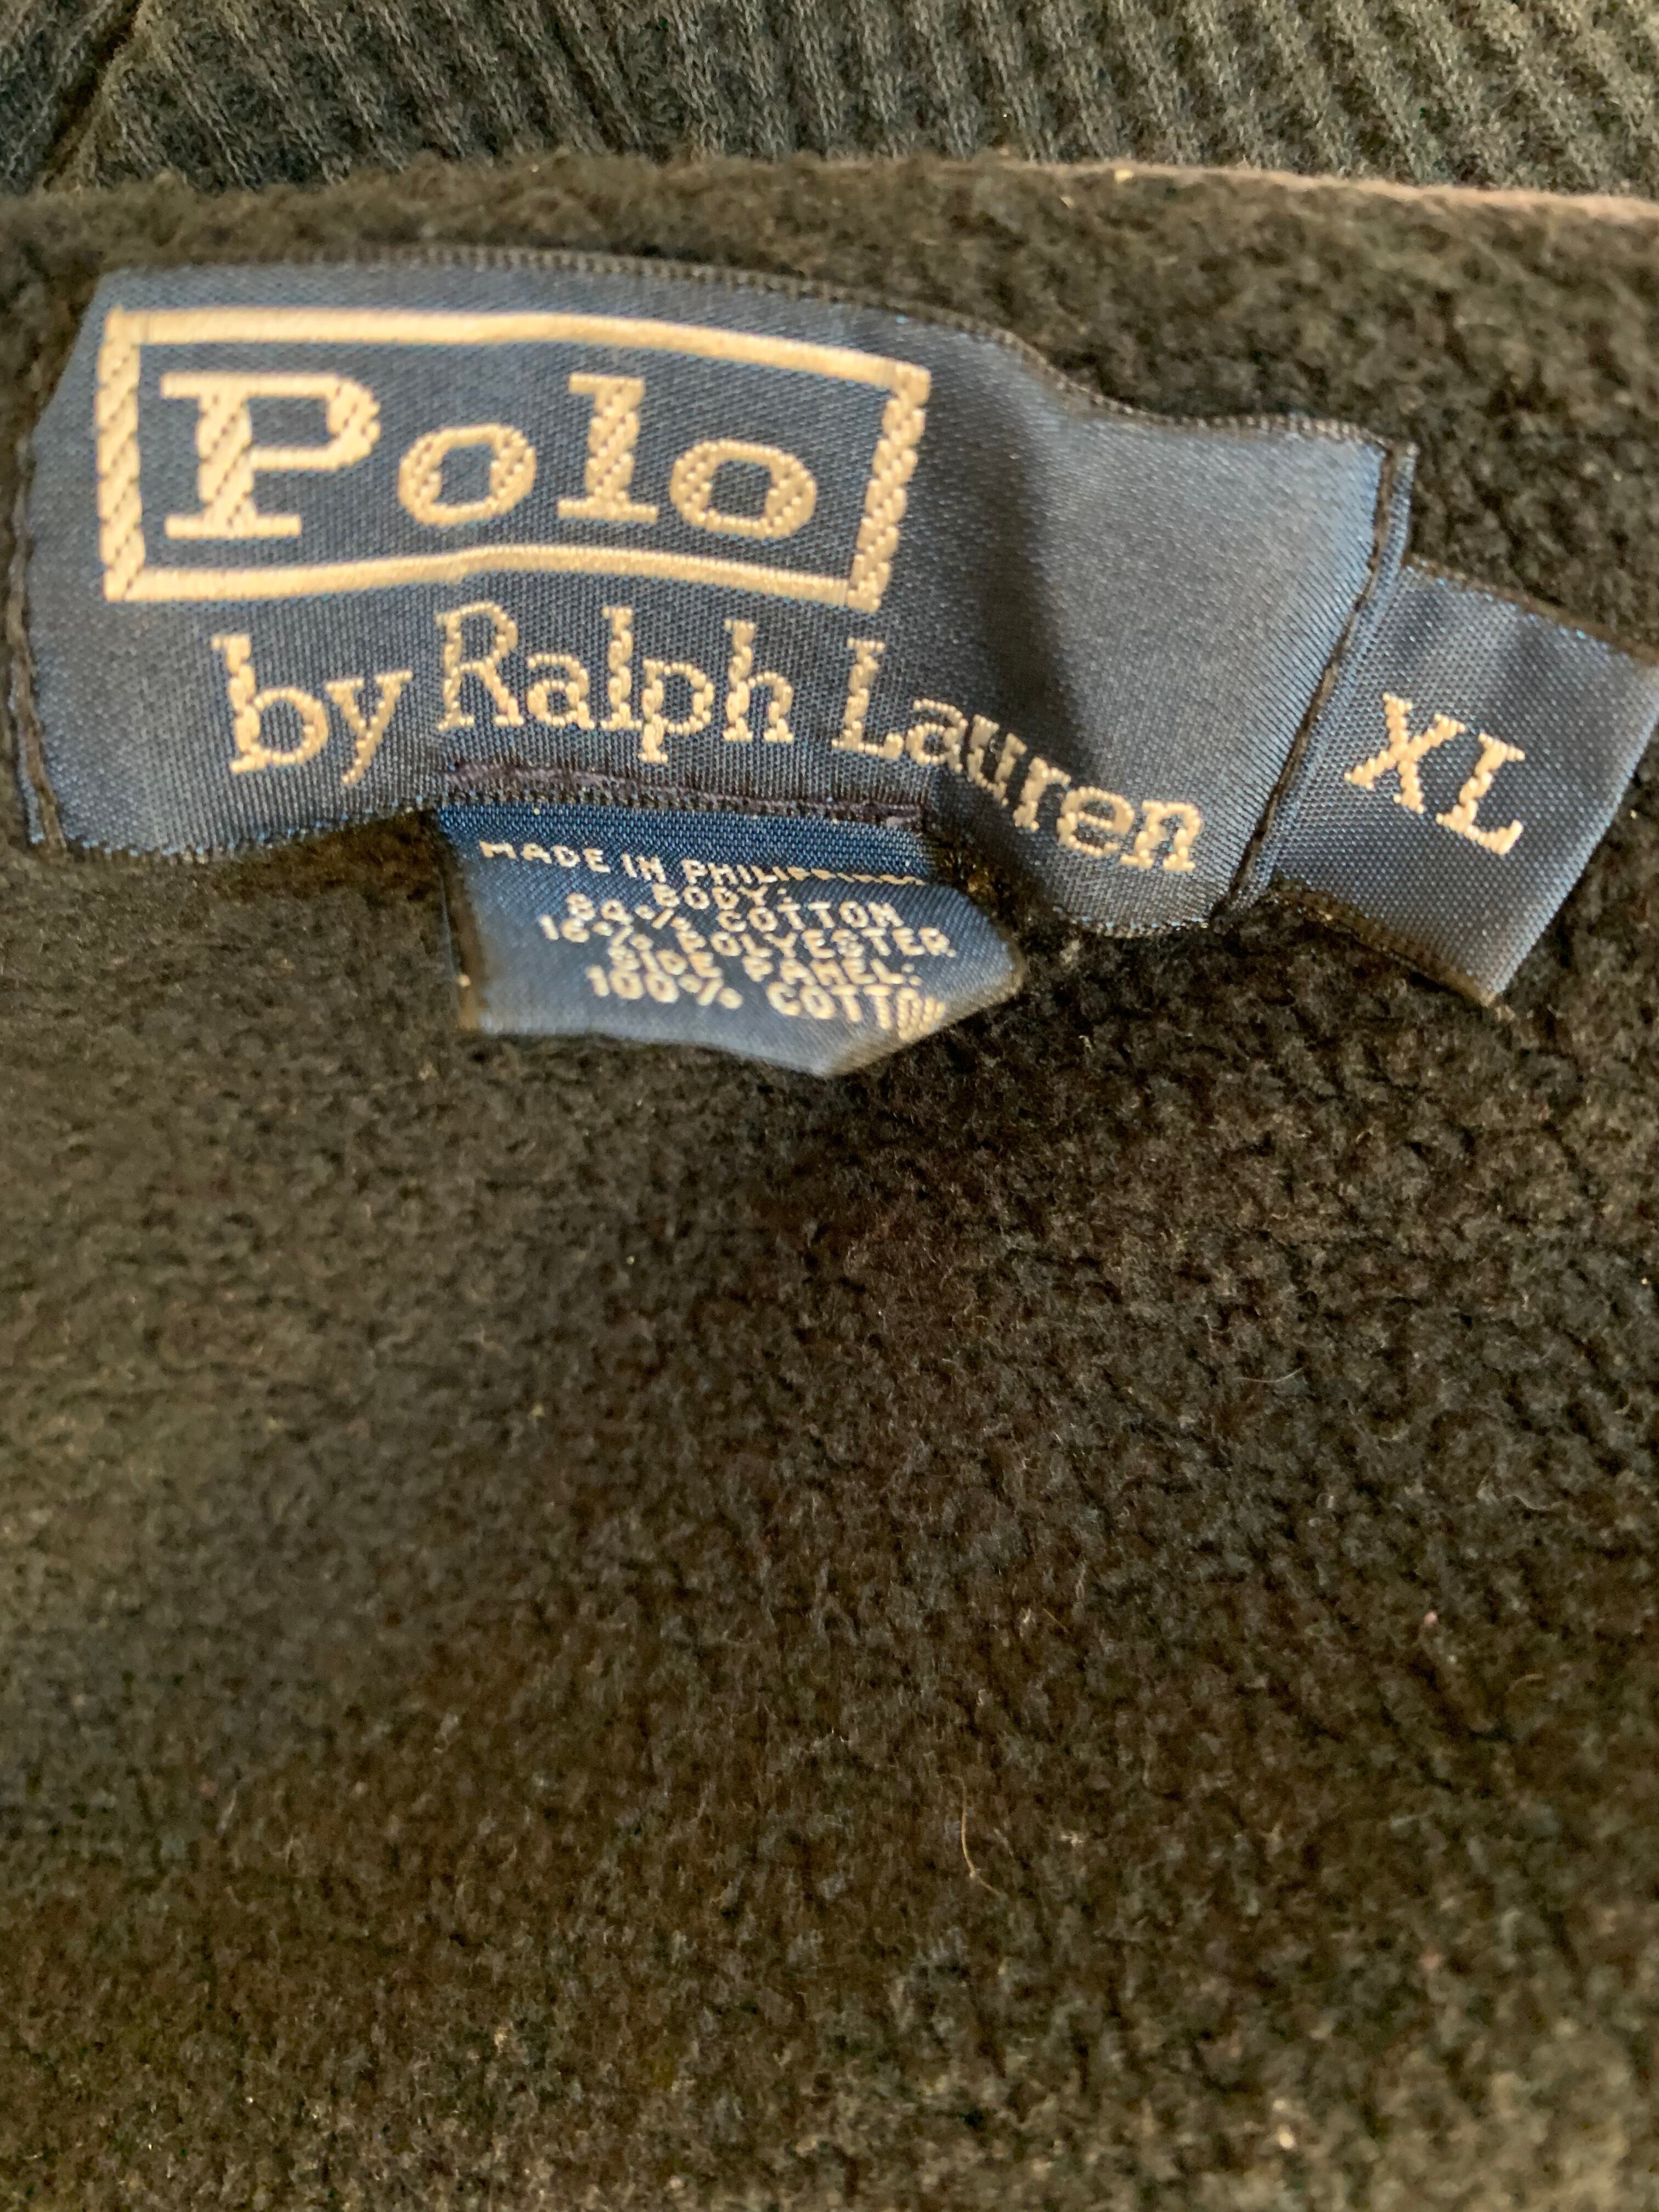 Polo
by Ralph Lauren
XL
MADE IN PHILIPPINES
BODY:
84% COTTON
16% POLYESTER
SIDE PANEL:
100% COTTON